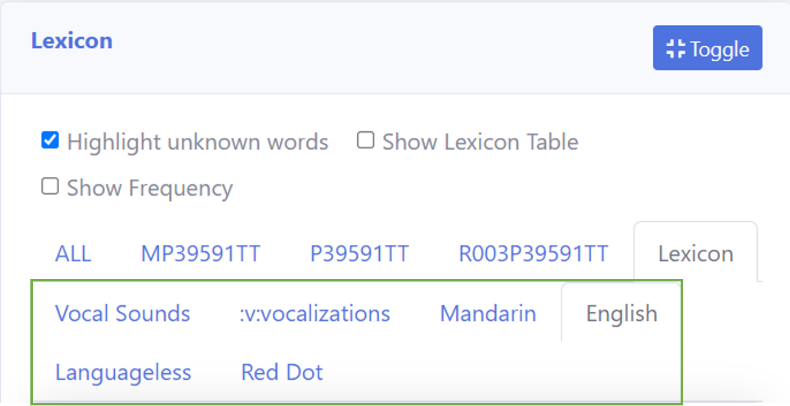 Lexicon
Toggle
Highlight unknown words Show Lexicon Table
Show Frequency
ALL MP39591TT P39591TT R003P39591TT Lexicon
Vocal Sounds :v:vocalizations Mandarin English
Languageless Red Dot